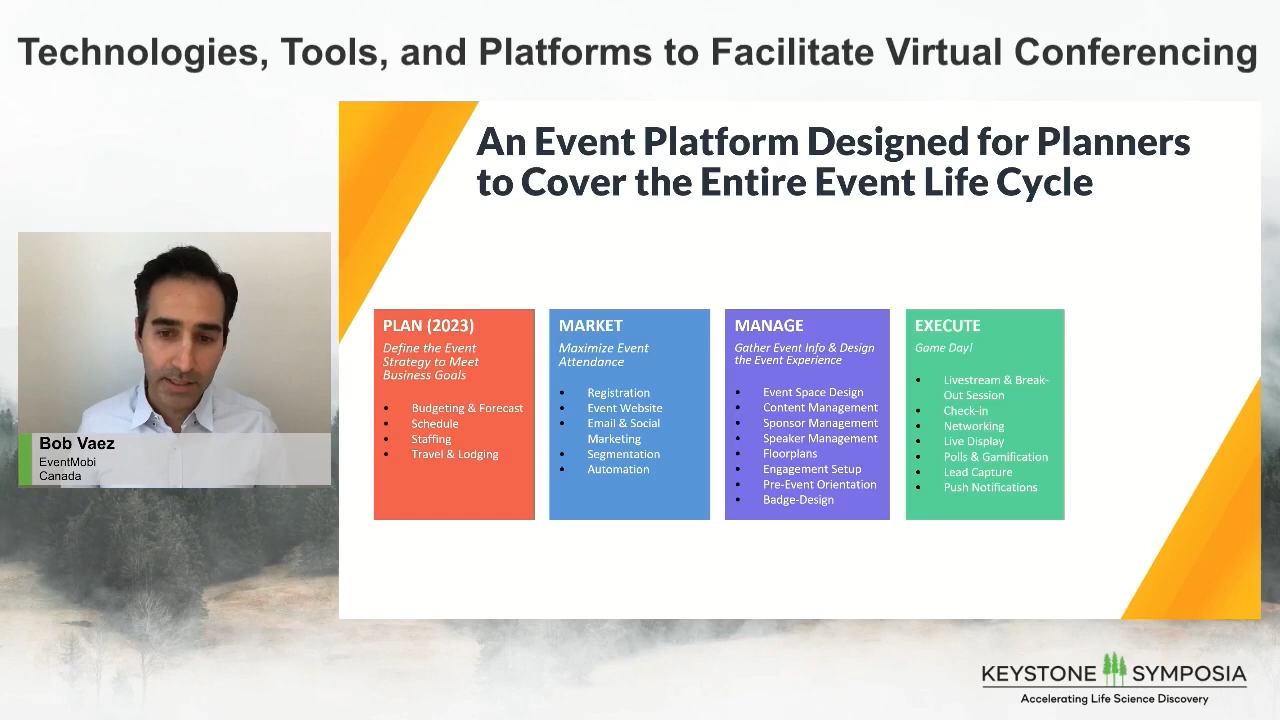 Technologies, Tools, and Platforms to Facilitate Virtual Conferencing
An Event Platform Designed for Planners
to Cover the Entire Event Life Cycle
Bob Vaez
EventMobi
Canada
PLAN (2023)
Define the Event
Strategy to Meet
Business Goals
• Budgeting & Forecast
• Schedule
• Staffing
• Travel & Lodging
MARKET
Maximize Event
Attendance
• Registration
• Event Website
• Email & Social
Marketing
• Segmentation
• Automation
MANAGE
Gather Event Info & Design
the Event Experience
• Event Space Design
• Content Management
• Sponsor Management
• Speaker Management
• Floorplans
• Engagement Setup
• Pre-Event Orientation
• Badge-Design
EXECUTE
Game Day!
• Livestream & Break-
Out Session
• Check-in
• Networking
• Live Display
• Polls & Gamification
• Lead Capture
• Push Notifications
KEYSTONE SYMPOSIA
Accelerating Life Science Discovery